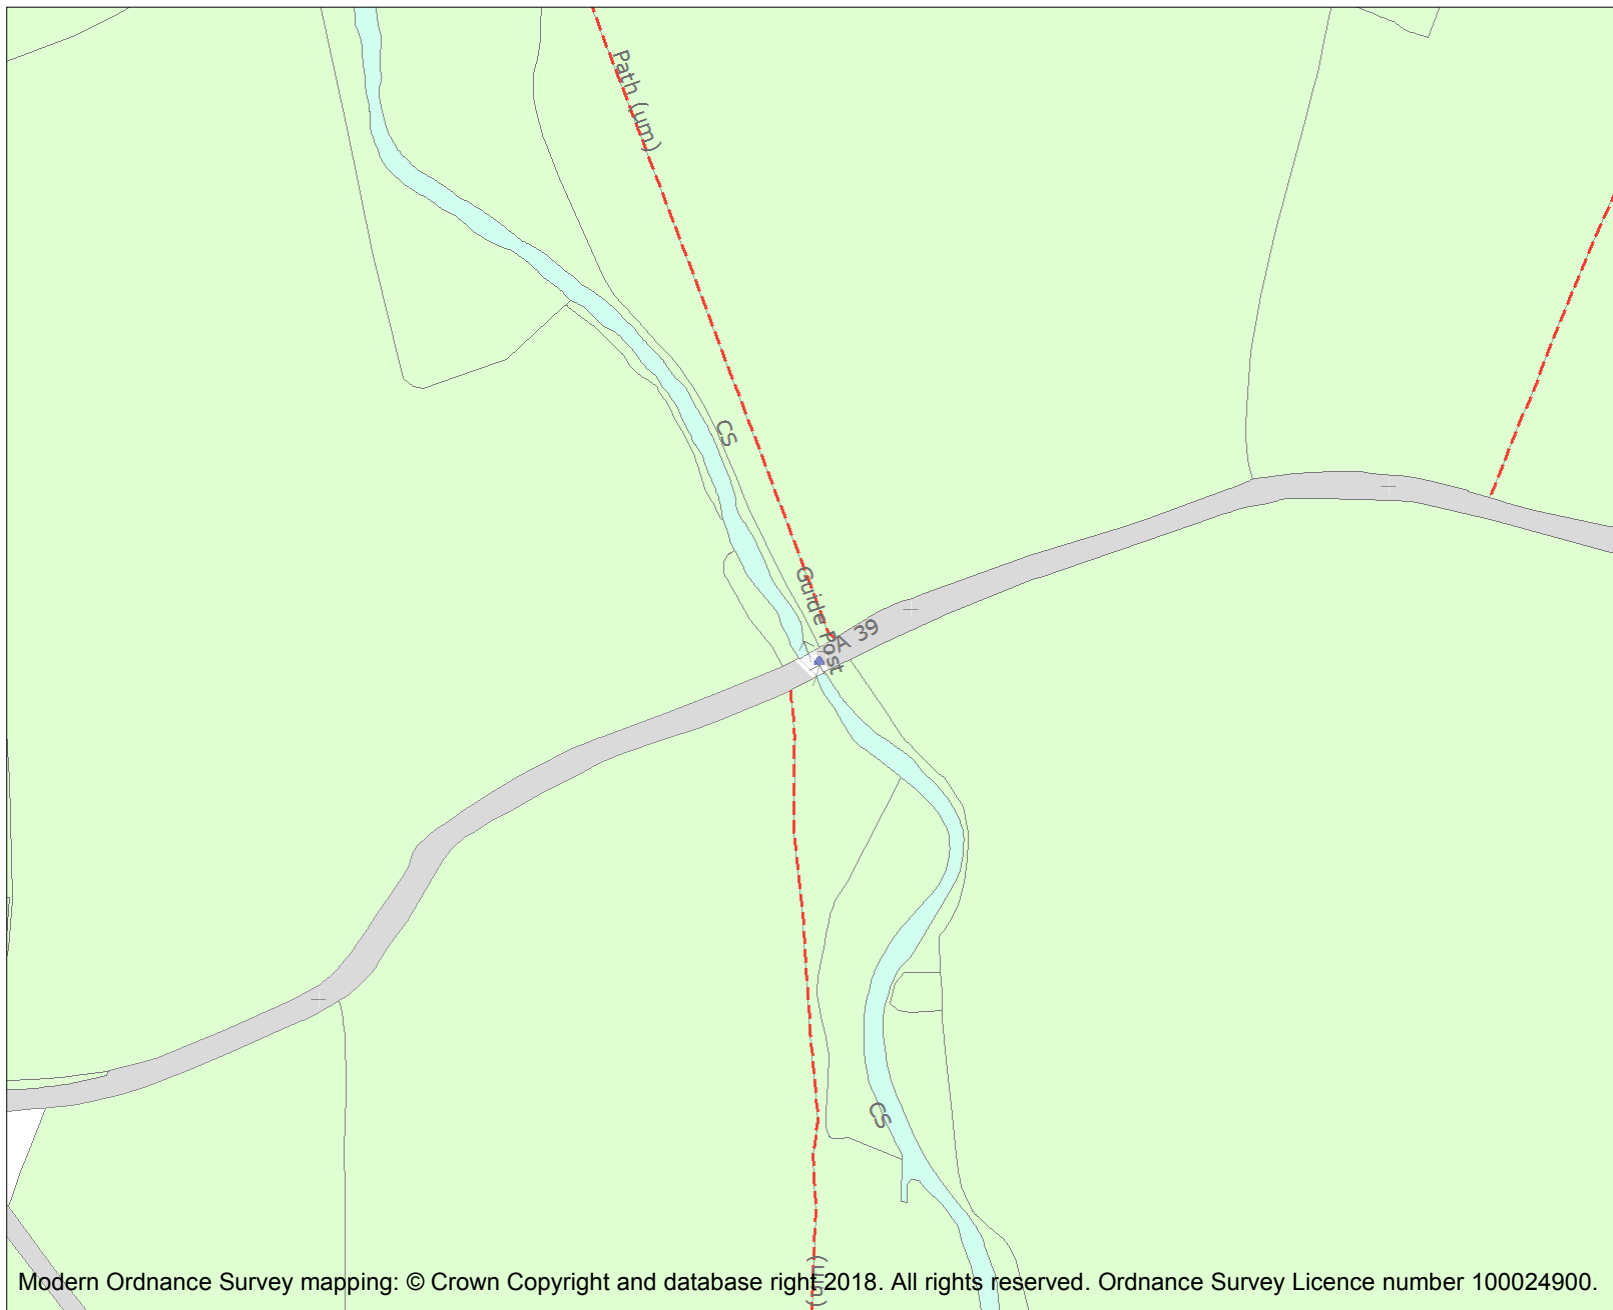 Path (um)
CS
Guide Post
A 39
CS
(um)
Modern Ordnance Survey mapping: © Crown Copyright and database right 2018. All rights reserved. Ordnance Survey Licence number 100024900.